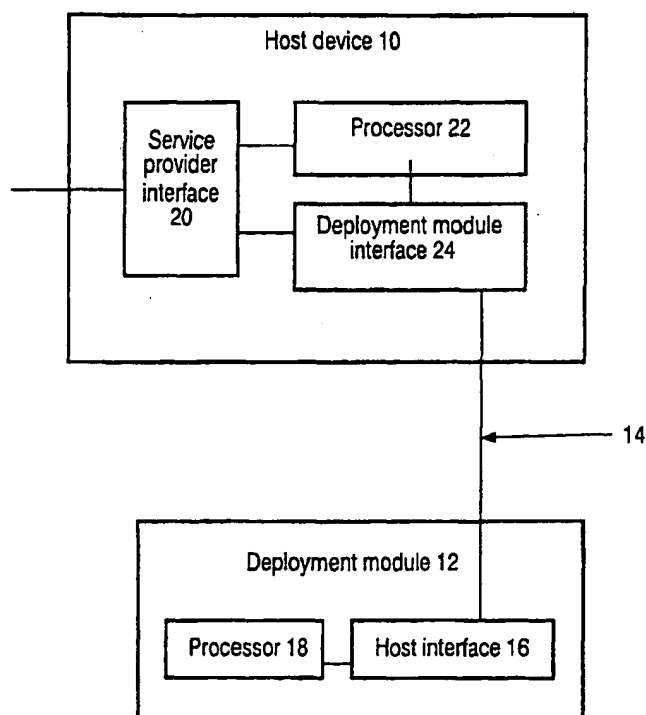 Host device 10
Service
provider
interface
20
Processor 22
Deployment module
interface 24
14
Deployment module 12
Processor 18
Host interface 16